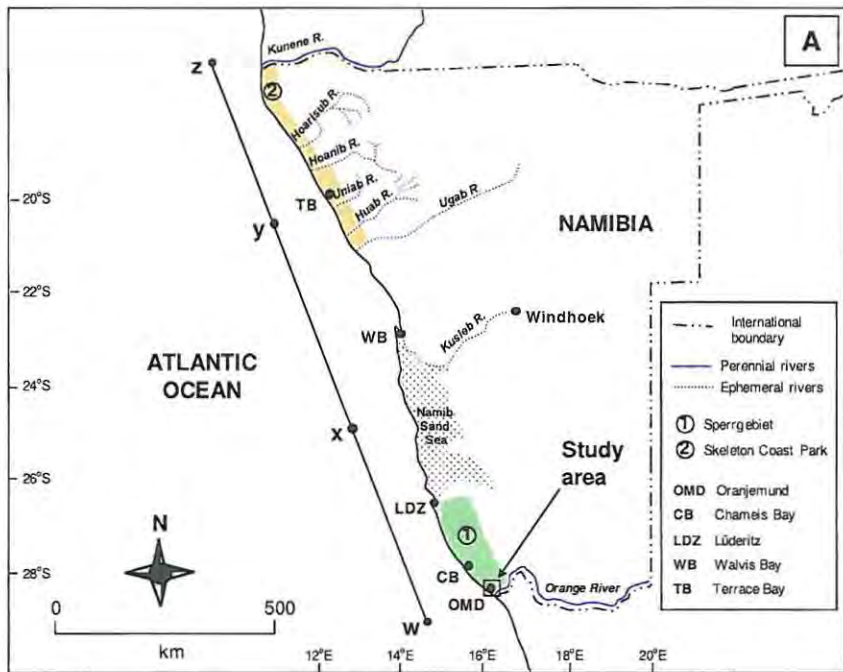 A
Kunene R.
z
2
Hoarisub R.
Hoanib R.
20°S
TB
Uniab R.
Huab R.
Ugab R
y
NAMIBIA
22°S
WB
Kusieb R.
Windhoek
ATLANTIC
OCEAN
24°S
Namib
Sand
Sea
x
Study
area
26°S
LDZ
1
N
CB
28°S
OMD
Orange River
0
500
km
w
12°E
14°E
16°E
20°E
International
boundary
Perennial rivers
Ephemeral rivers
1 Sperrgebiet
2 Skeleton Coast Park
OMD Oranjemund
CB Chameis Bay
LDZ Lüderitz
WB Walvis Bay
TB Terrace Bay